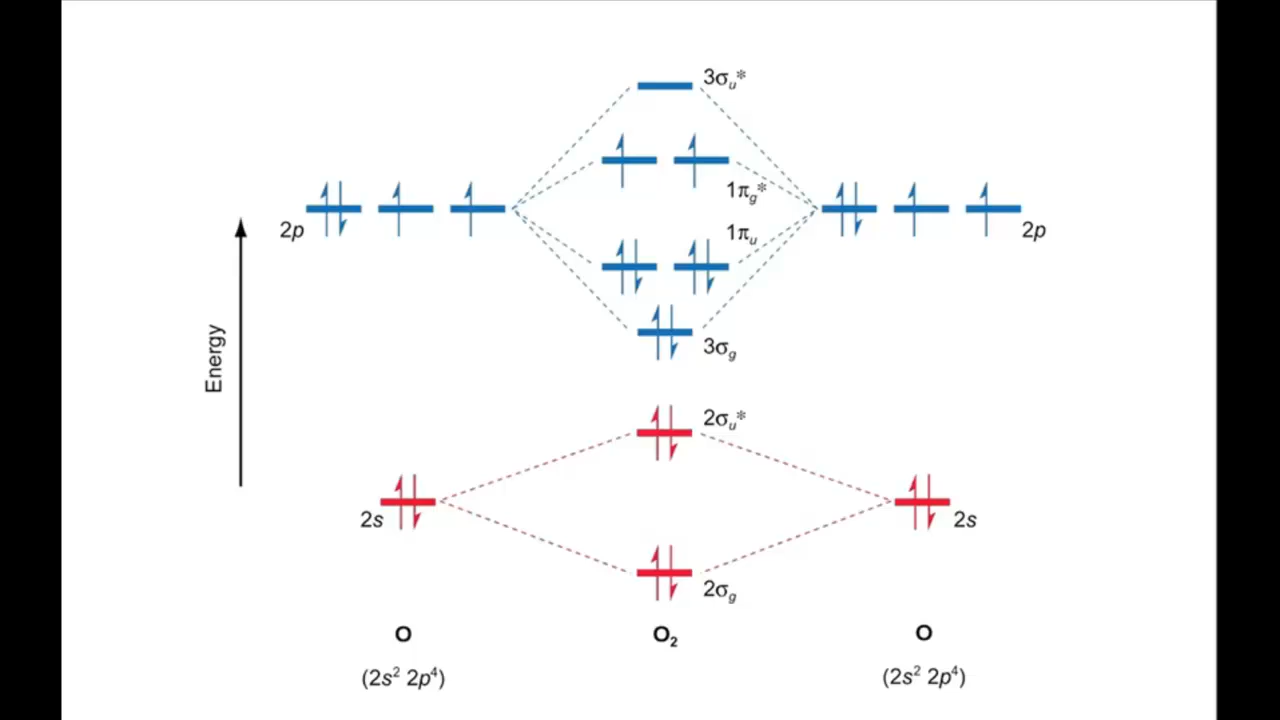 3σu*
1πg*
2p
1πu
2p
Energy
3σg
2σu*
2s
2s
2σg
O
O₂
O
(2s² 2p⁴)
(2s² 2p⁴)